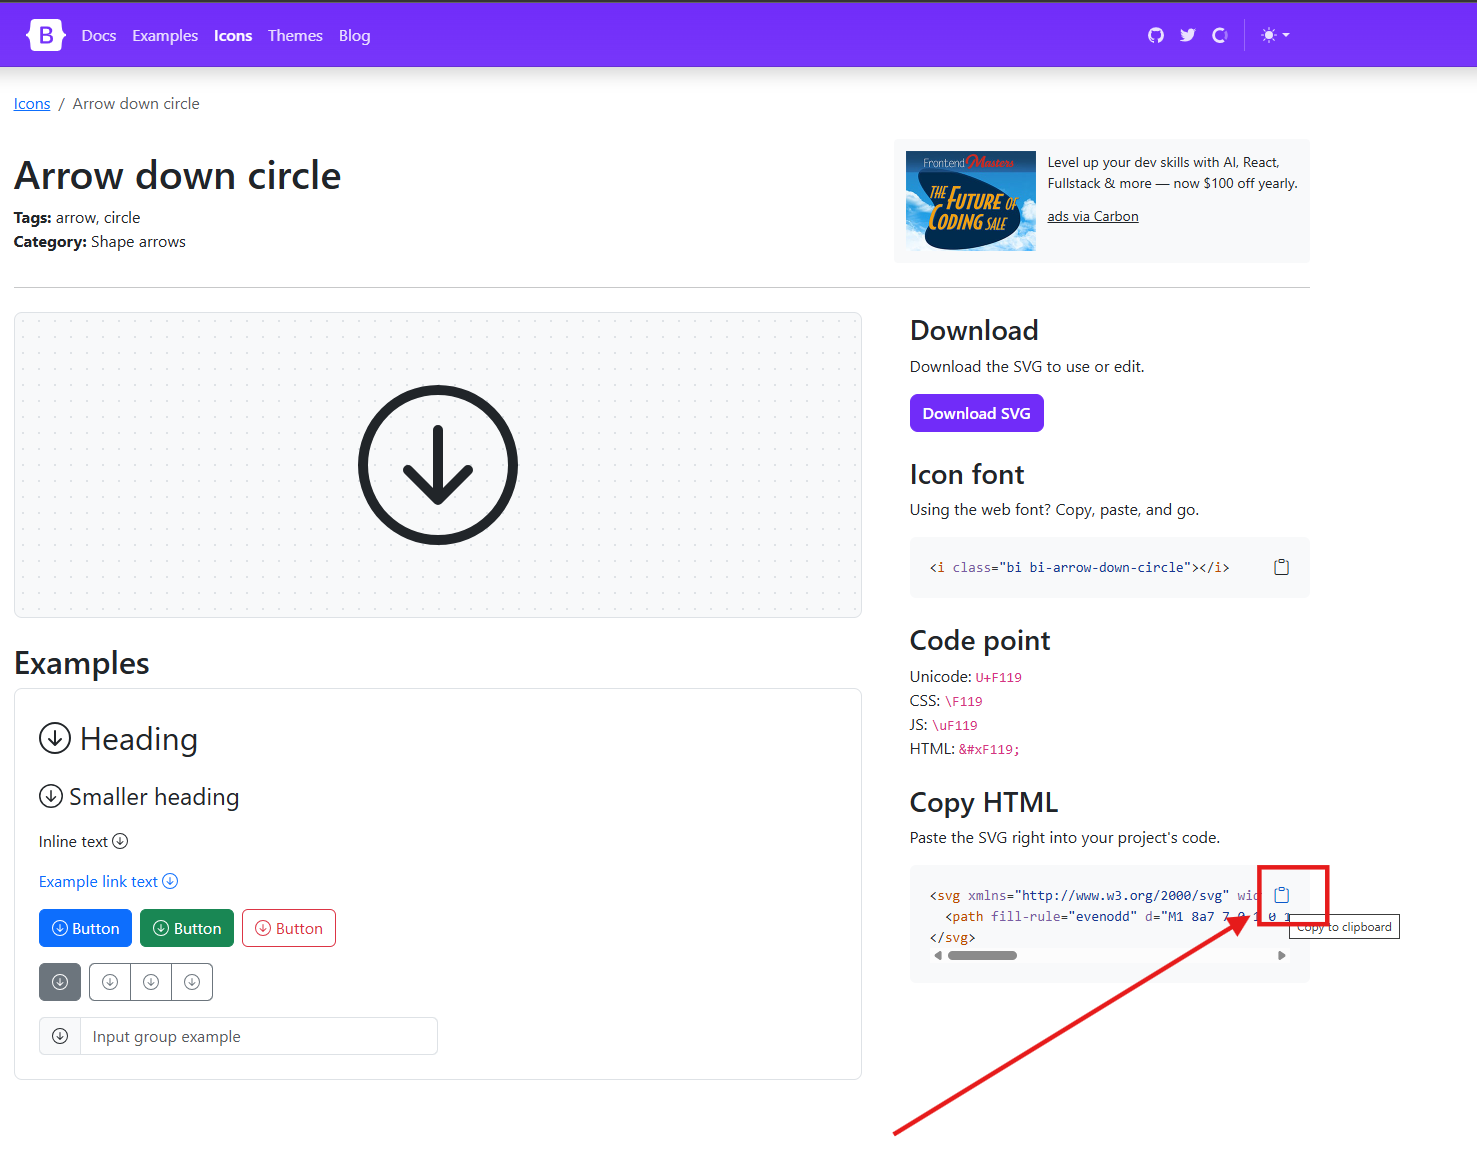 B Docs Examples Icons Themes Blog
Icons / Arrow down circle
Arrow down circle
Tags: arrow, circle
Category: Shape arrows
Frontend Masters
THE FUTURE OF
CODING SALE
Level up your dev skills with AI, React,
Fullstack & more — now $100 off yearly.
ads via Carbon
Examples
Heading
Smaller heading
Inline text
Example link text
Button Button Button
Input group example
Download
Download the SVG to use or edit.
Download SVG
Icon font
Using the web font? Copy, paste, and go.
<i class="bi bi-arrow-down-circle"></i>
Code point
Unicode: U+F119
CSS: \F119
JS: \uF119
HTML: &#xF119;
Copy HTML
Paste the SVG right into your project's code.
<svg xmlns="http://www.w3.org/2000/svg" wid
<path fill-rule="evenodd" d="M1 8a7 7 0 1 0 1
</svg>
Copy to clipboard